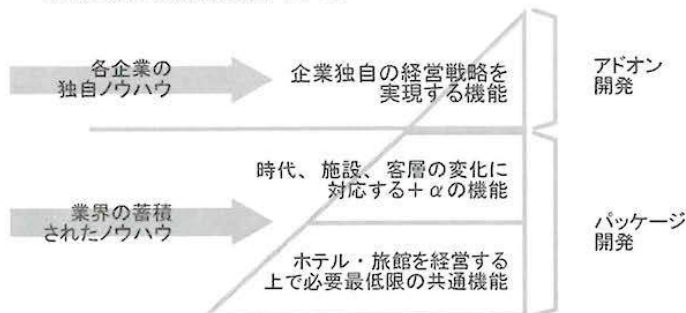 各企業の
独自ノウハウ
企業独自の経営戦略を
実現する機能
アドオン
開発
時代、施設、客層の変化に
対応する+αの機能
業界の蓄積
されたノウハウ
パッケージ
開発
ホテル・旅館を経営する
上で必要最低限の共通機能